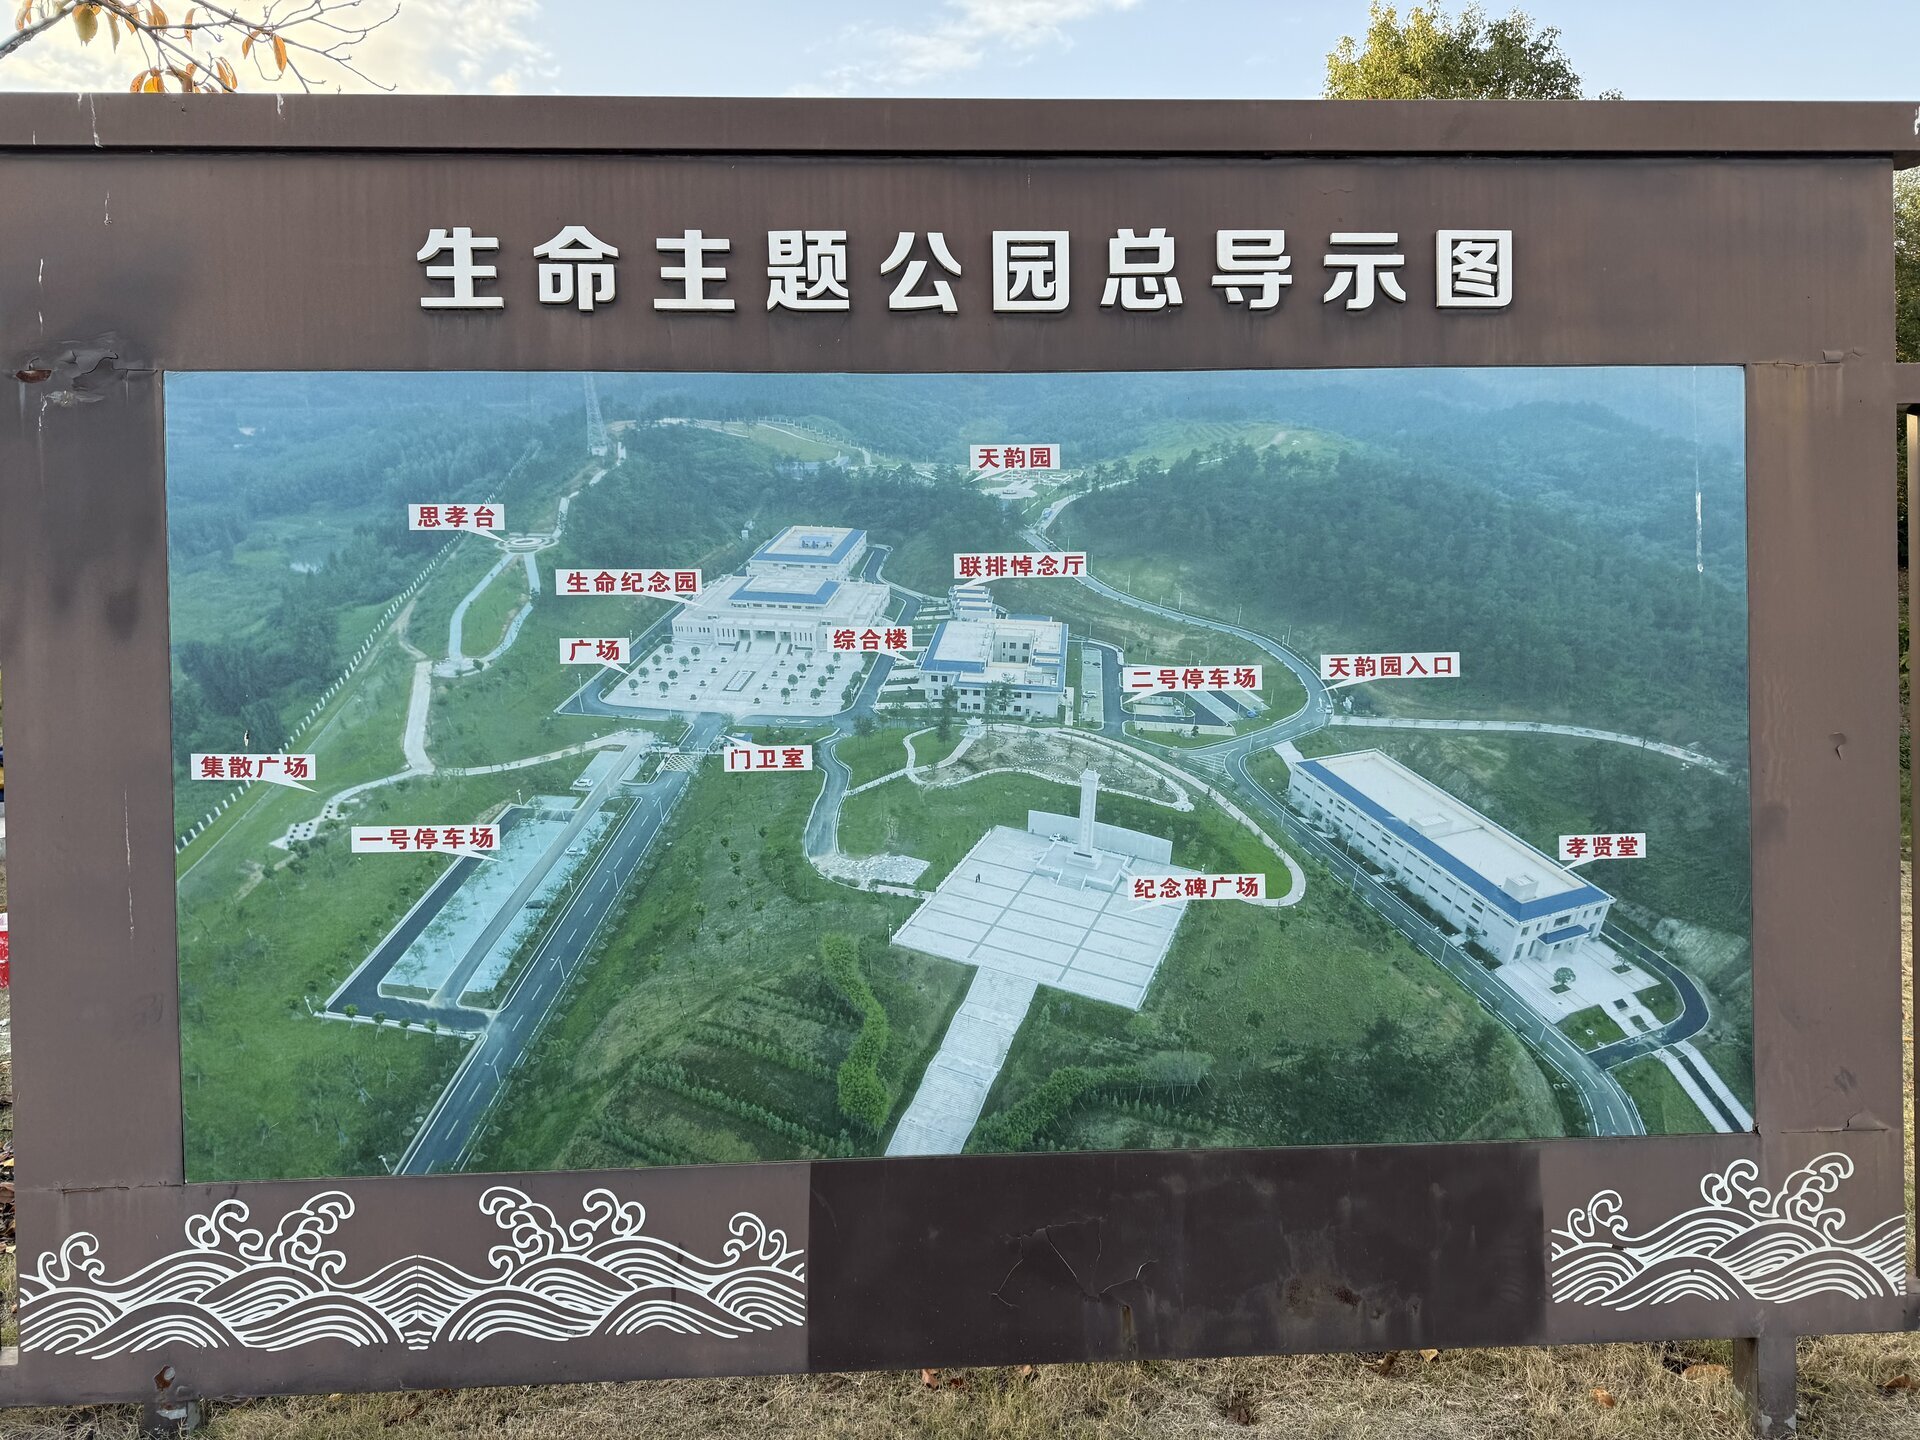 生命主题公园总导示图
天韵园
思孝台
联排悼念厅
生命纪念园
综合楼
广场
天韵园入口
二号停车场
门卫室
集散广场
一号停车场
孝贤堂
纪念碑广场